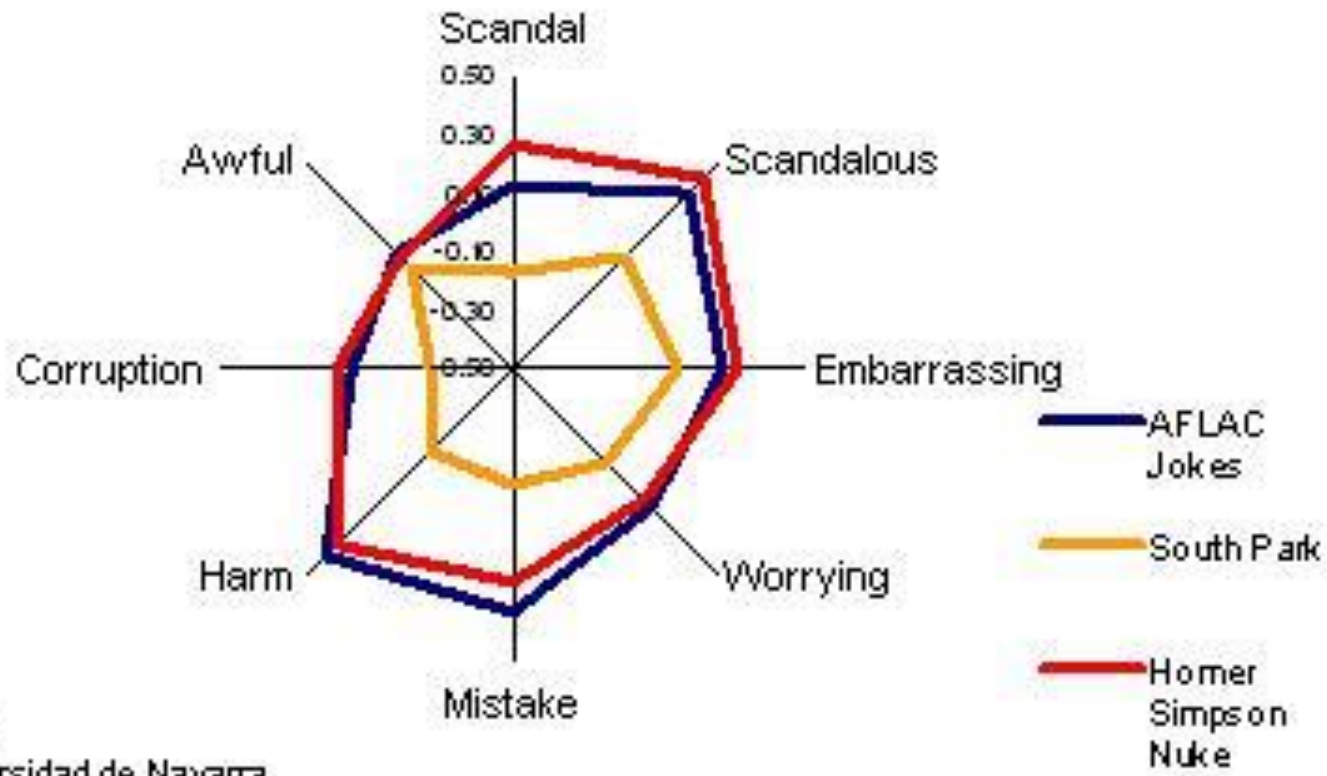 Scandal
0.50
0.30
Awful
Scandalous
-0.10
-0.30
Corruption
Embarrassing
AFLAC
Jokes
South Park
Harm
Worrying
Mistake
Homer
Simpson
Nuke
de Navarra